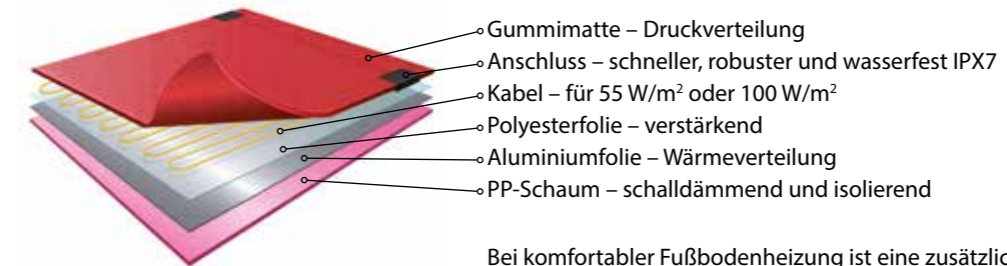 Gummimatte – Druckverteilung
Anschluss – schneller, robuster und wasserfest IPX7
Kabel – für 55 W/m² oder 100 W/m²
Polyesterfolie – verstärkend
Aluminiumfolie – Wärmeverteilung
PP-Schaum – schalldämmend und isolierend
Bei komfortabler Fußbodenheizung ist eine